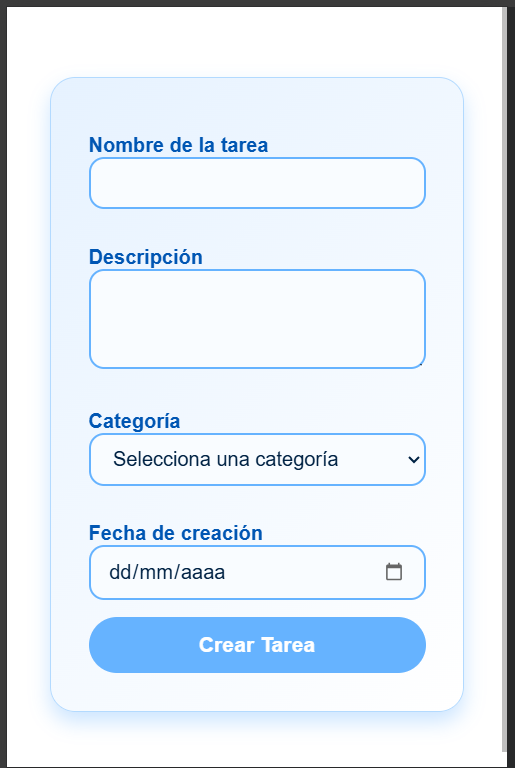 Nombre de la tarea
Descripción
Categoría
Selecciona una categoría
Fecha de creación
dd/mm/aaaa
Crear Tarea